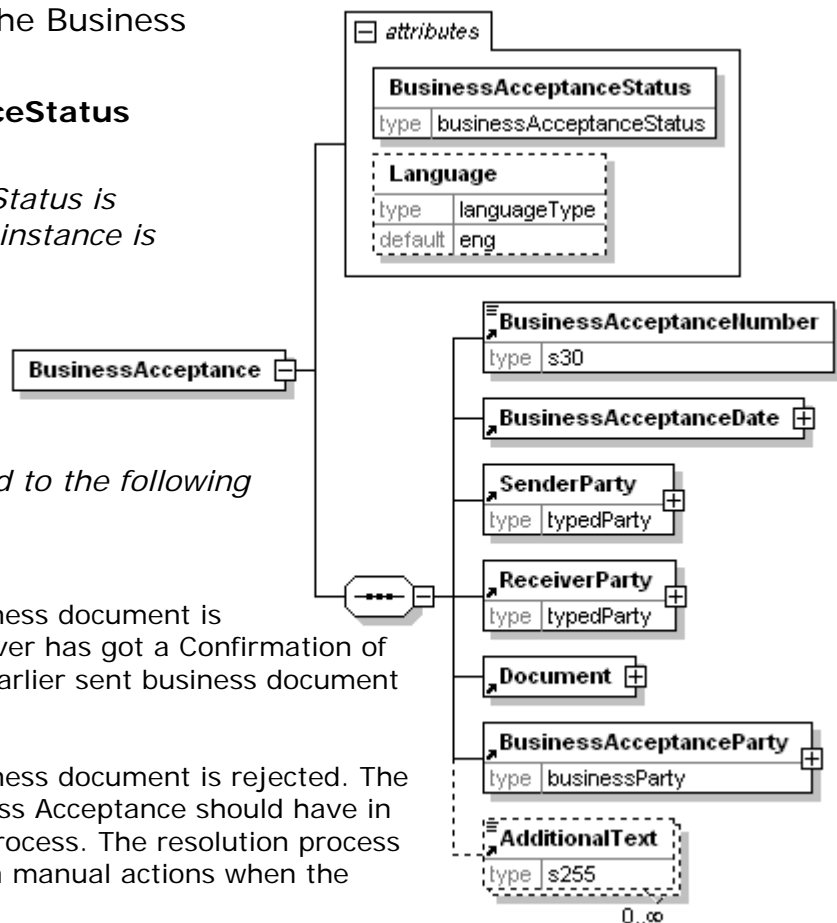 he Business
ceStatus
Status is
instance is
d to the following
ness document is
ver has got a Confirmation of
arlier sent business document
ness document is rejected. The
ss Acceptance should have in
process. The resolution process
n manual actions when the
attributes
BusinessAcceptanceStatus
type businessAcceptanceStatus
Language
type languageType
default eng
BusinessAcceptance
BusinessAcceptanceNumber
type s30
BusinessAcceptanceDate
SenderParty
type typedParty
ReceiverParty
type typedParty
Document
BusinessAcceptanceParty
type businessParty
AdditionalText
type s255
0..∞